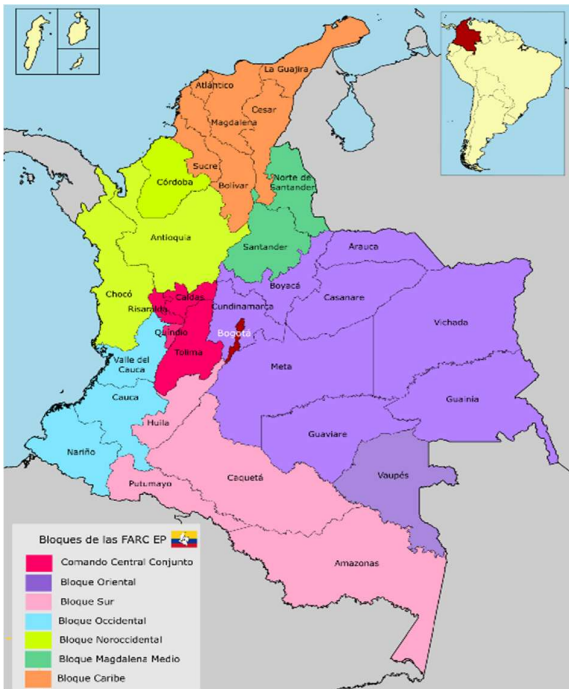 La Guajira
Atlántico
Cesar
Magdalena
Sucre
Norte de
Santander
Bolívar
Córdoba
Antioquia
Santander
Arauca
Boyacá
Chocó
Caldas
Casanare
Risaralda
Cundinamarca
Vichada
Quindío
Bogotá
Tolima
Valle del
Cauca
Meta
Cauca
Guainia
Huila
Guaviare
Nariño
Caquetá
Vaupés
Putumayo
Amazonas
Bloques de las FARC EP
Comando Central Conjunto
Bloque Oriental
Bloque Sur
Bloque Occidental
Bloque Noroccidental
Bloque Magdalena Medio
Bloque Caribe